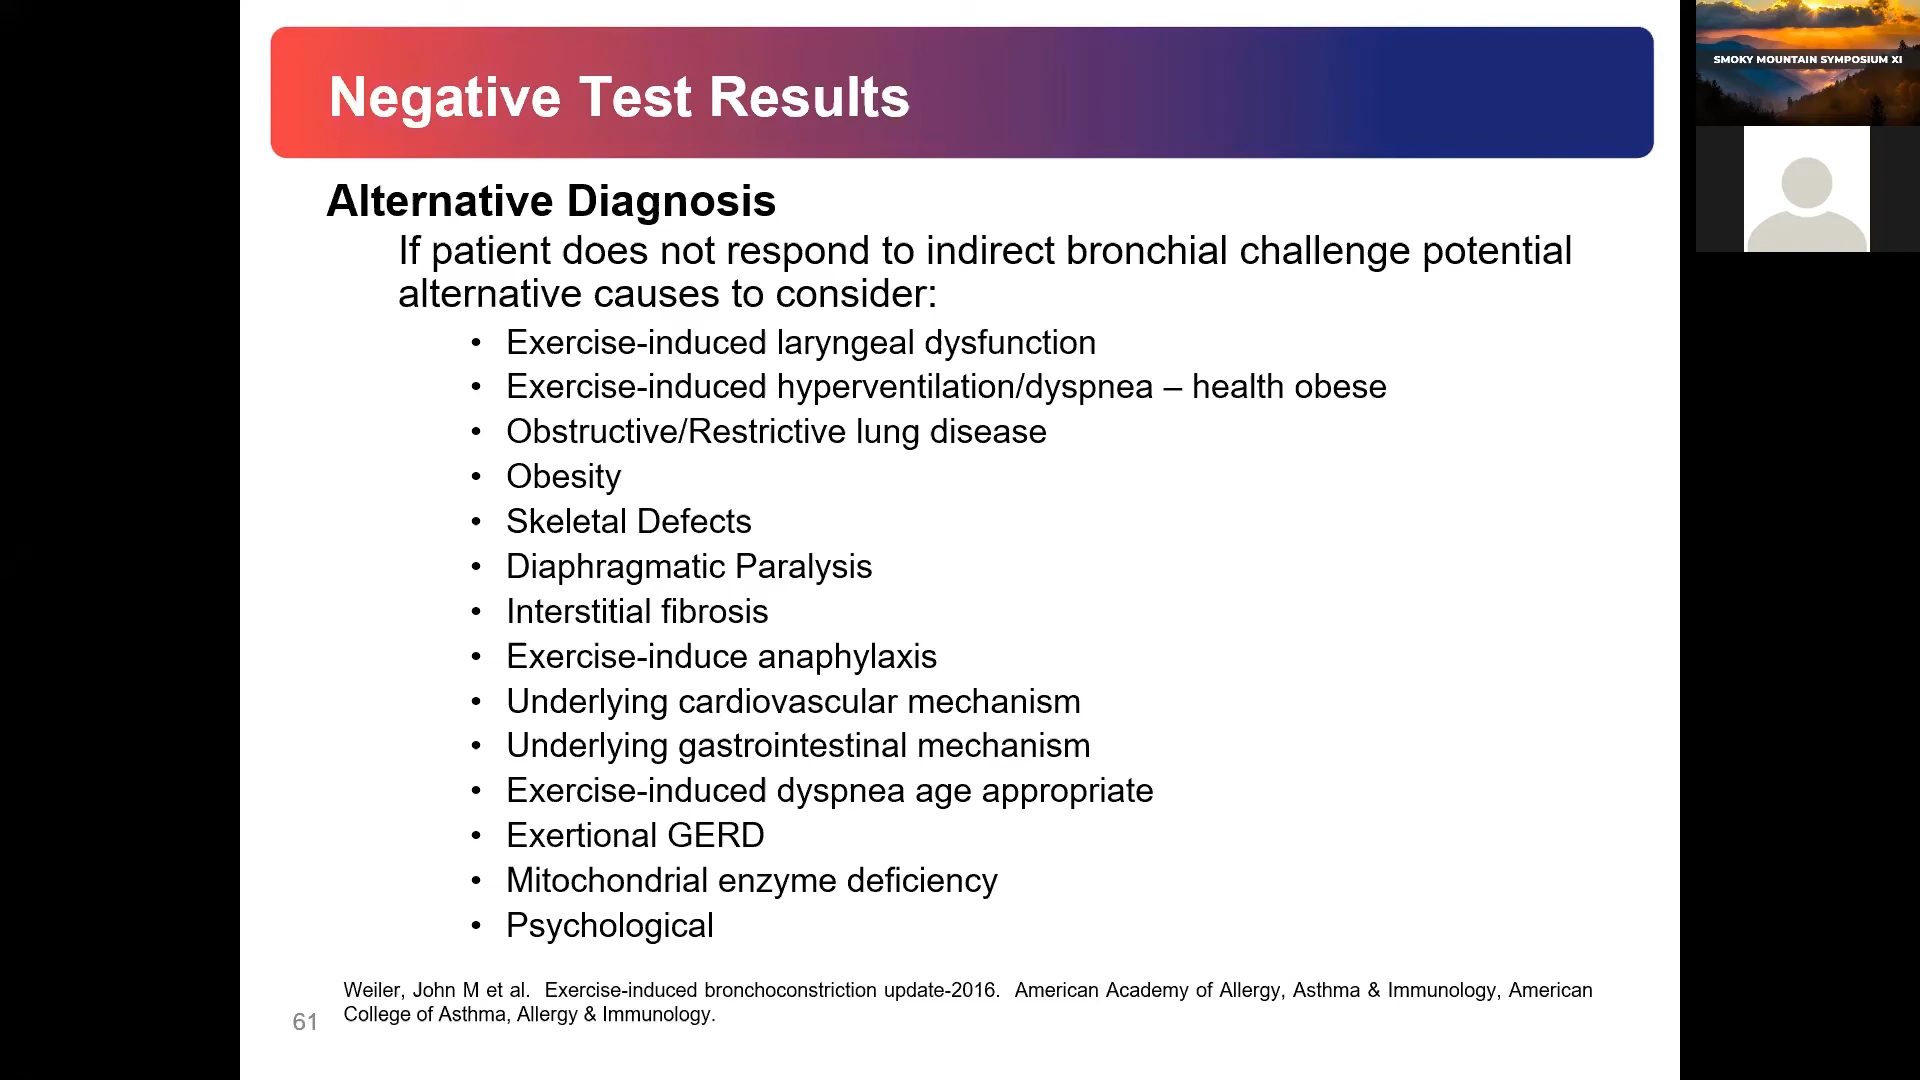 Negative Test Results
SMOKY MOUNTAIN SYMPOSIUM XI
Alternative Diagnosis
If patient does not respond to indirect bronchial challenge potential
alternative causes to consider:
• Exercise-induced laryngeal dysfunction
• Exercise-induced hyperventilation/dyspnea – health obese
• Obstructive/Restrictive lung disease
• Obesity
• Skeletal Defects
• Diaphragmatic Paralysis
• Interstitial fibrosis
• Exercise-induce anaphylaxis
• Underlying cardiovascular mechanism
• Underlying gastrointestinal mechanism
• Exercise-induced dyspnea age appropriate
• Exertional GERD
• Mitochondrial enzyme deficiency
• Psychological
Weiler, John M et al. Exercise-induced bronchoconstriction update-2016. American Academy of Allergy, Asthma & Immunology, American
College of Asthma, Allergy & Immunology.
61